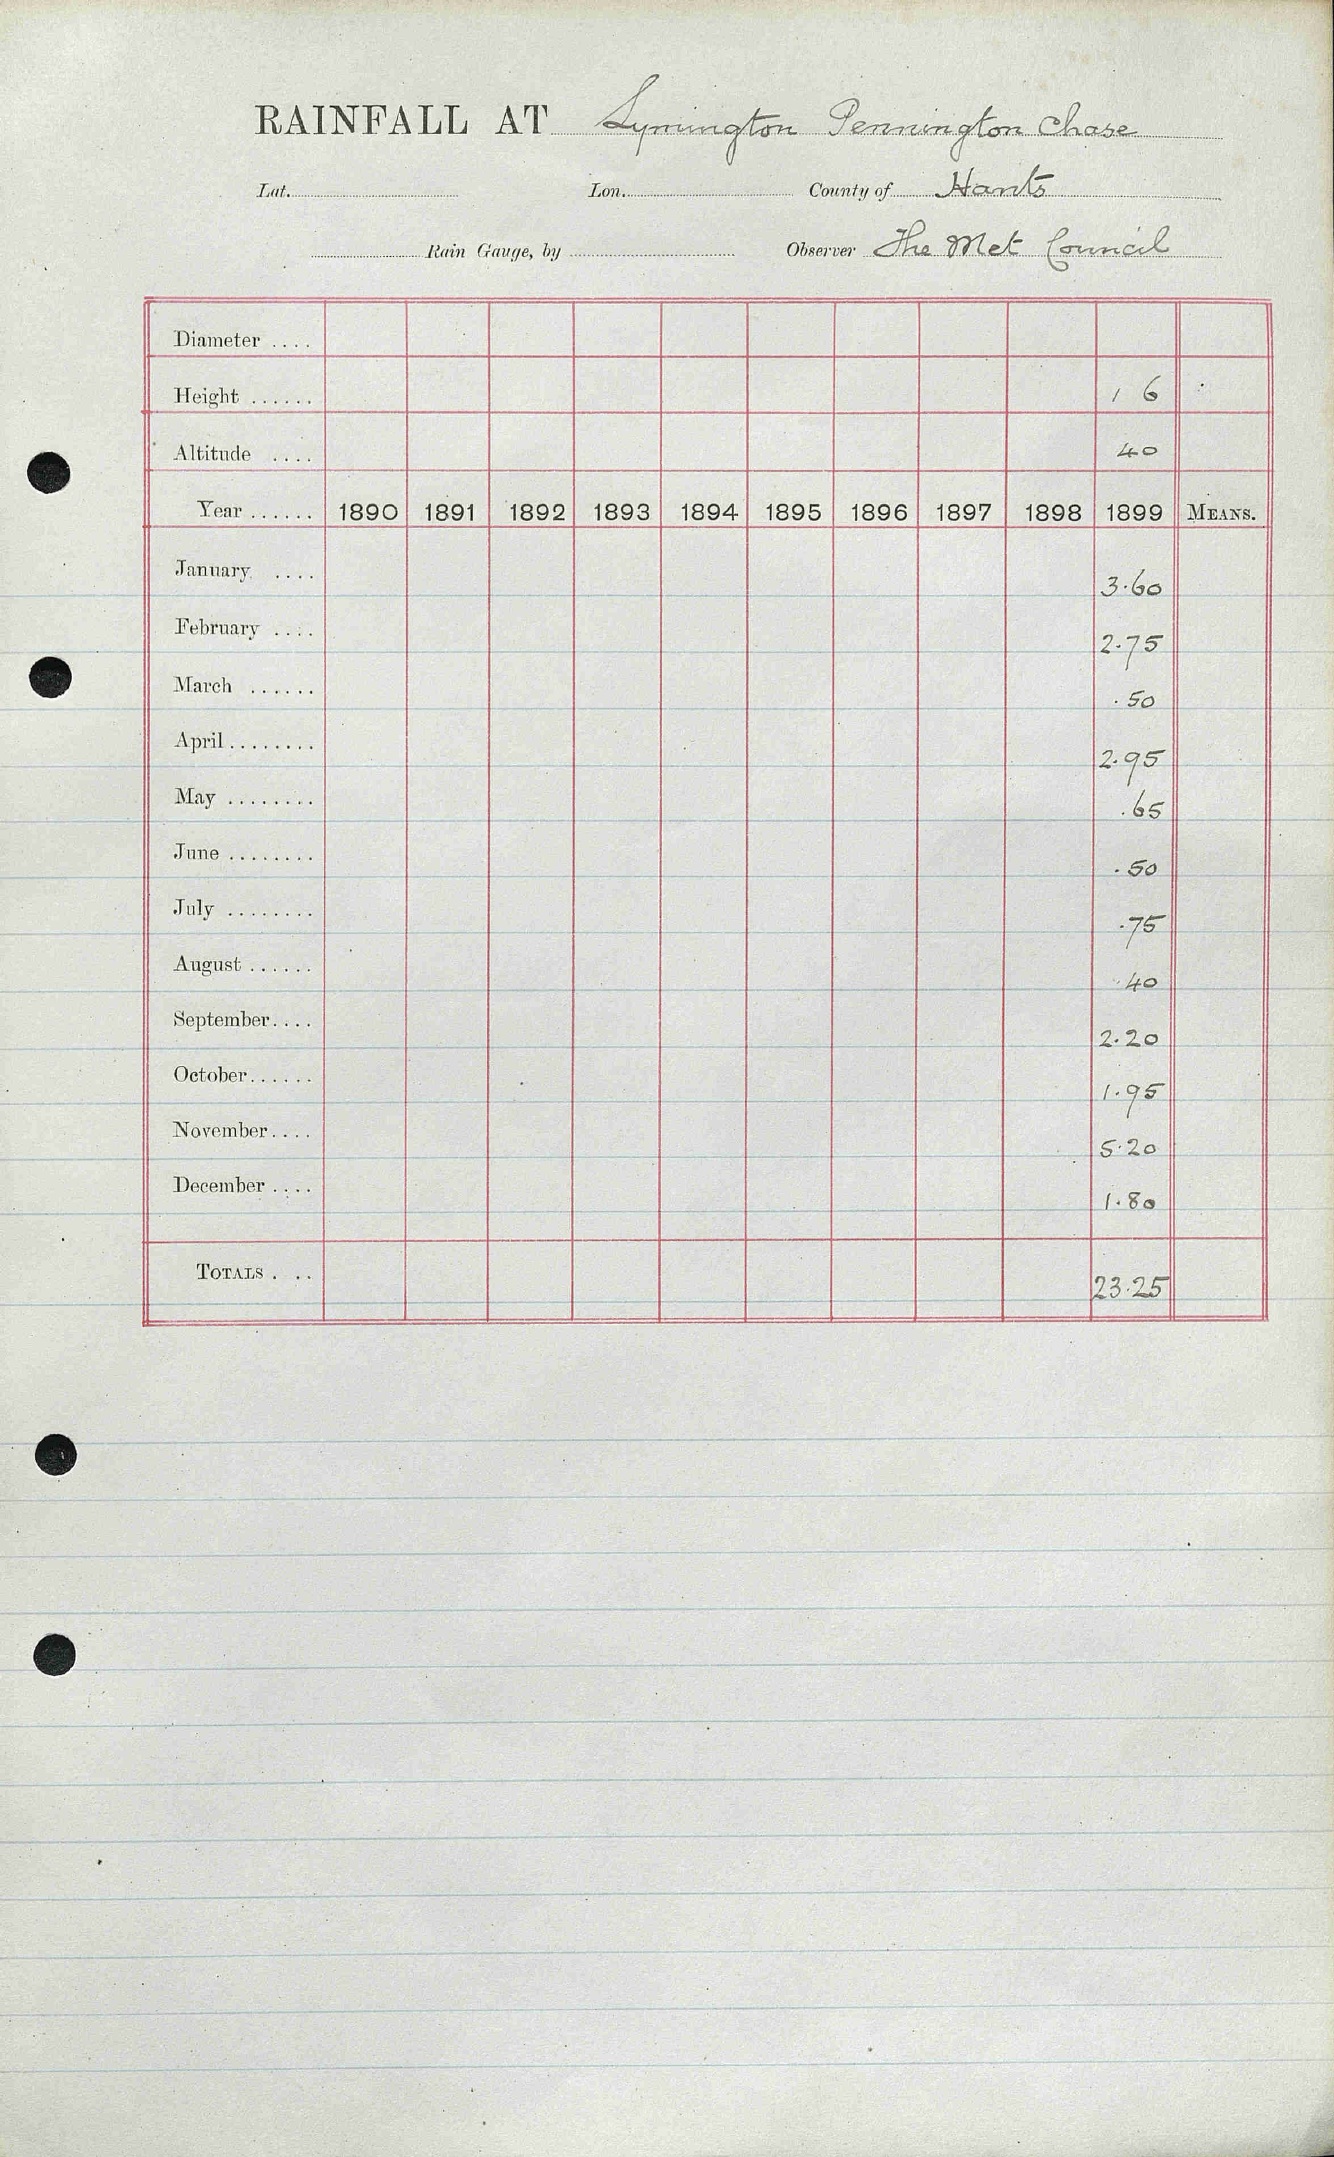 RAINFALL AT Lymington Pennington Chase
Lat. Lon. County of Hants
Rain Gauge, by Observer The Met Council
Diameter ....
Height ...... 1 6
Altitude .... 40
Year ...... 1890 1891 1892 1893 1894 1895 1896 1897 1898 1899 MEANS.
January .... 3.60
February .... 2.75
March ...... .50
April ........ 2.95
May ........ .65
June ........ .50
July ........ .75
August ...... .40
September.... 2.20
October...... 1.95
November.... 5.20
December .... 1.80
TOTALS . .. 23.25